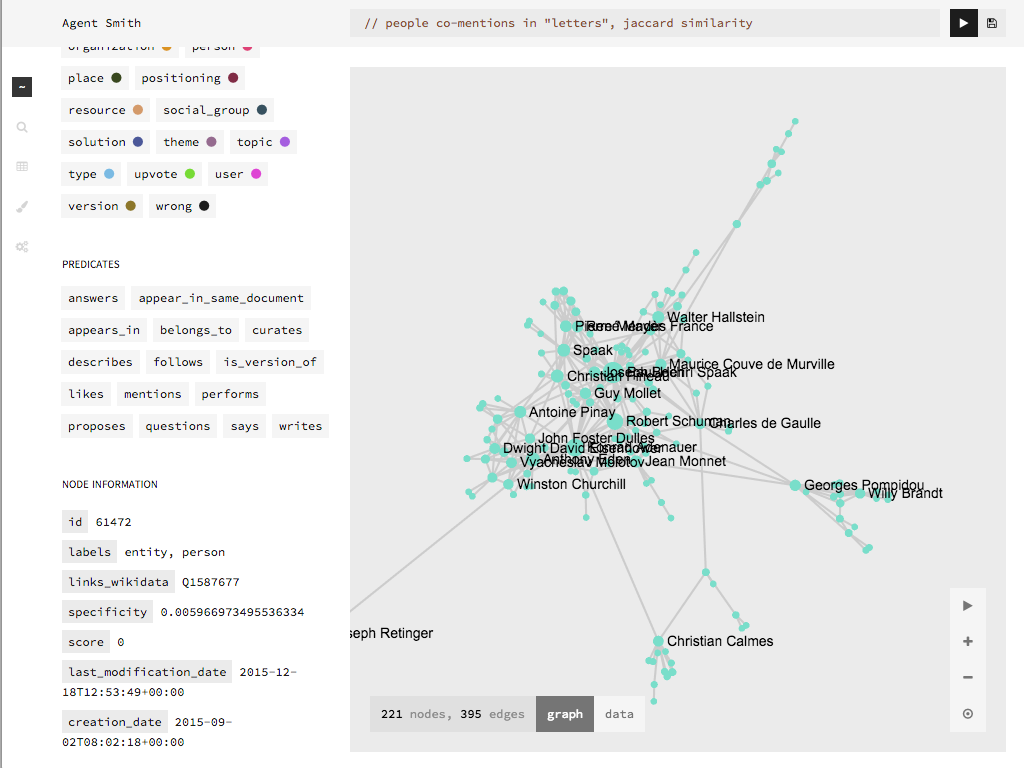 Agent Smith
// people co-mentions in "letters", jaccard similarity
organization person
place positioning
resource social_group
solution theme topic
type upvote user
version wrong
PREDICATES
answers appear_in_same_document
appears_in belongs_to curates
describes follows is_version_of
likes mentions performs
proposes questions says writes
NODE INFORMATION
id 61472
labels entity, person
links_wikidata Q1587677
specificity 0.005966973495536334
score 0
last_modification_date 2015-12-
18T12:53:49+00:00
creation_date 2015-09-
02T08:02:18+00:00
Walter Hallstein
Pierre Mendès France
Spaak
Maurice Couve de Murville
Spaak
Christian Pineau
Guy Mollet
Antoine Pinay
Robert Schuman
Charles de Gaulle
John Foster Dulles
Dwight David Eisenhower
Konrad Adenauer
Anthony Eden
Vyacheslav Molotov
Jean Monnet
Winston Churchill
Georges Pompidou
Willy Brandt
seph Retinger
Christian Calmes
221 nodes, 395 edges graph data